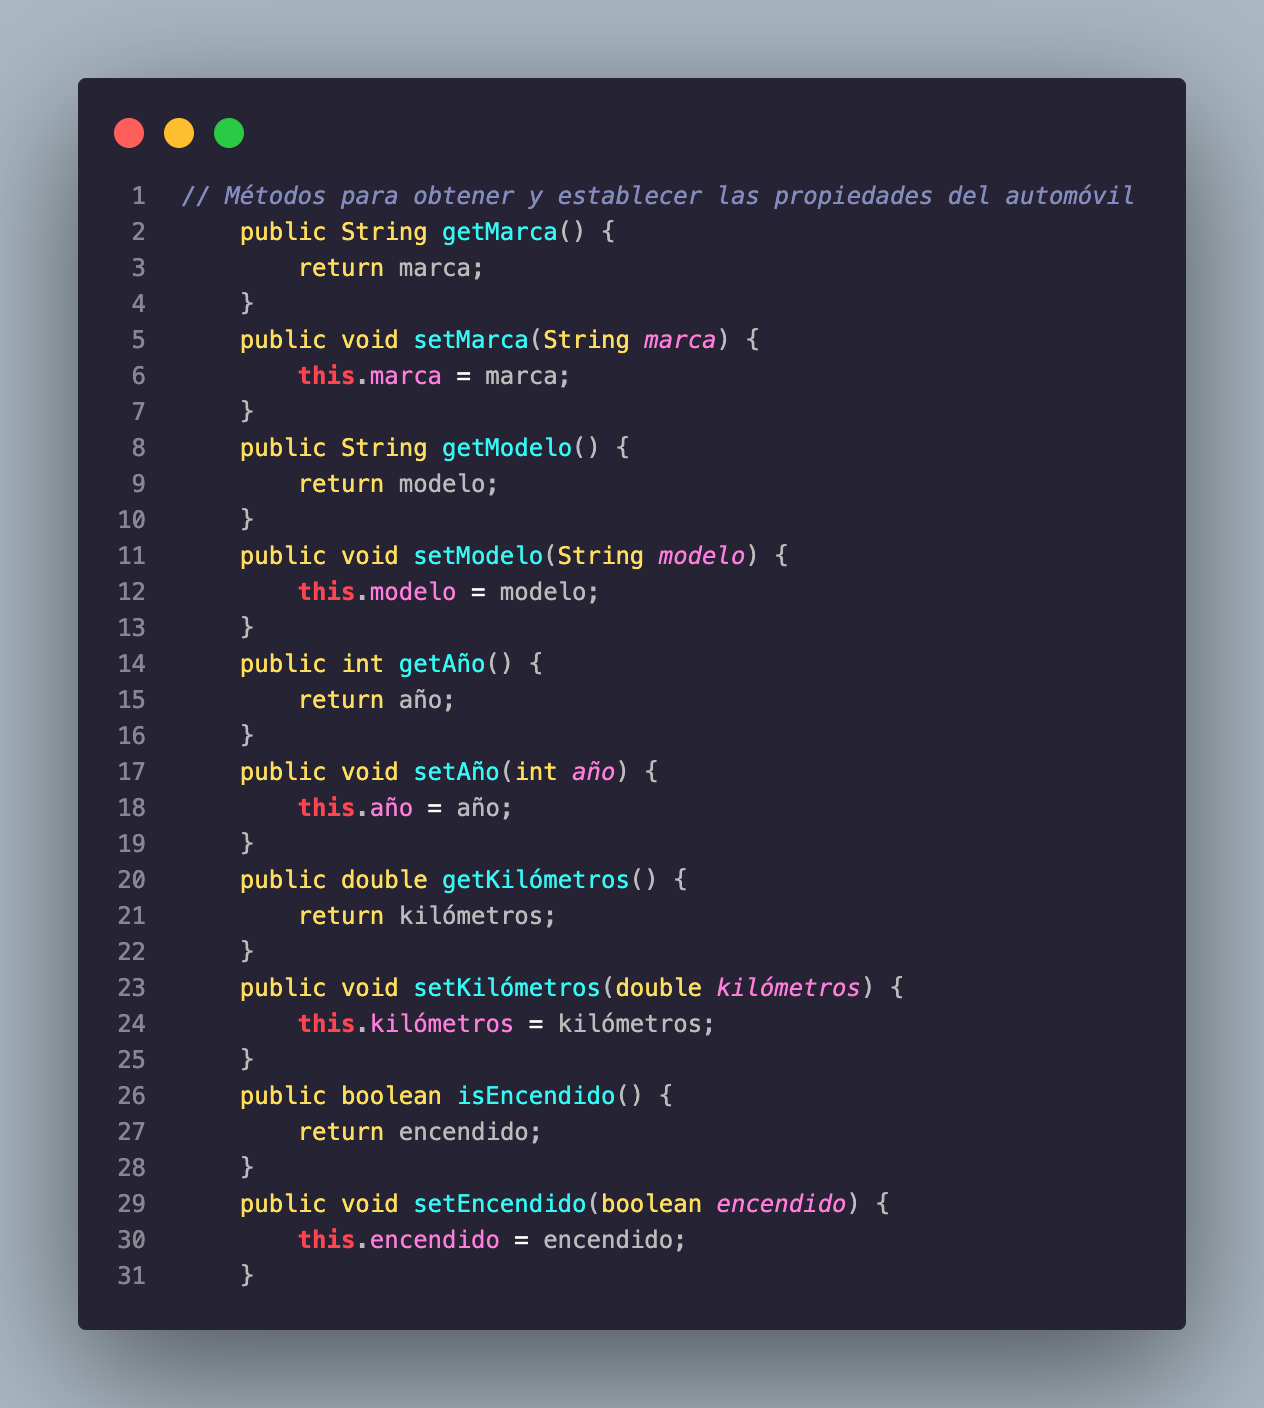 1 // Métodos para obtener y establecer las propiedades del automóvil
2 public String getMarca() {
3 return marca;
4 }
5 public void setMarca(String marca) {
6 this.marca = marca;
7 }
8 public String getModelo() {
9 return modelo;
10 }
11 public void setModelo(String modelo) {
12 this.modelo = modelo;
13 }
14 public int getAño() {
15 return año;
16 }
17 public void setAño(int año) {
18 this.año = año;
19 }
20 public double getKilómetros() {
21 return kilómetros;
22 }
23 public void setKilómetros(double kilómetros) {
24 this.kilómetros = kilómetros;
25 }
26 public boolean isEncendido() {
27 return encendido;
28 }
29 public void setEncendido(boolean encendido) {
30 this.encendido = encendido;
31 }